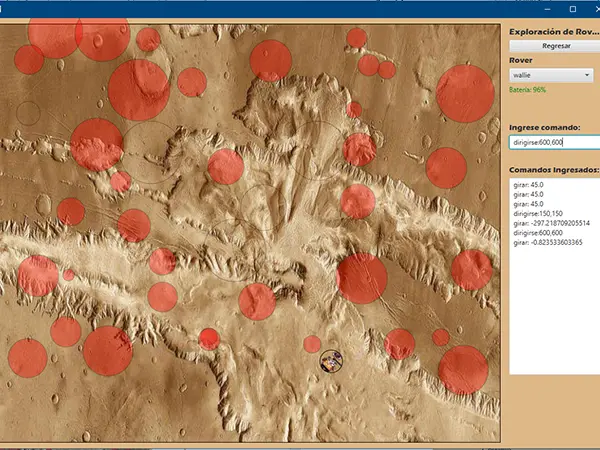 Exploración de Rov...
Regresar
Rover
wallie
Batería: 96%
Ingrese comando:
dirigirse:600,600
Comandos Ingresados:
girar: 45.0
girar: 45.0
girar: 45.0
dirigirse:150,150
girar: -297.218709205514
dirigirse:600,600
girar: -0.823533603365